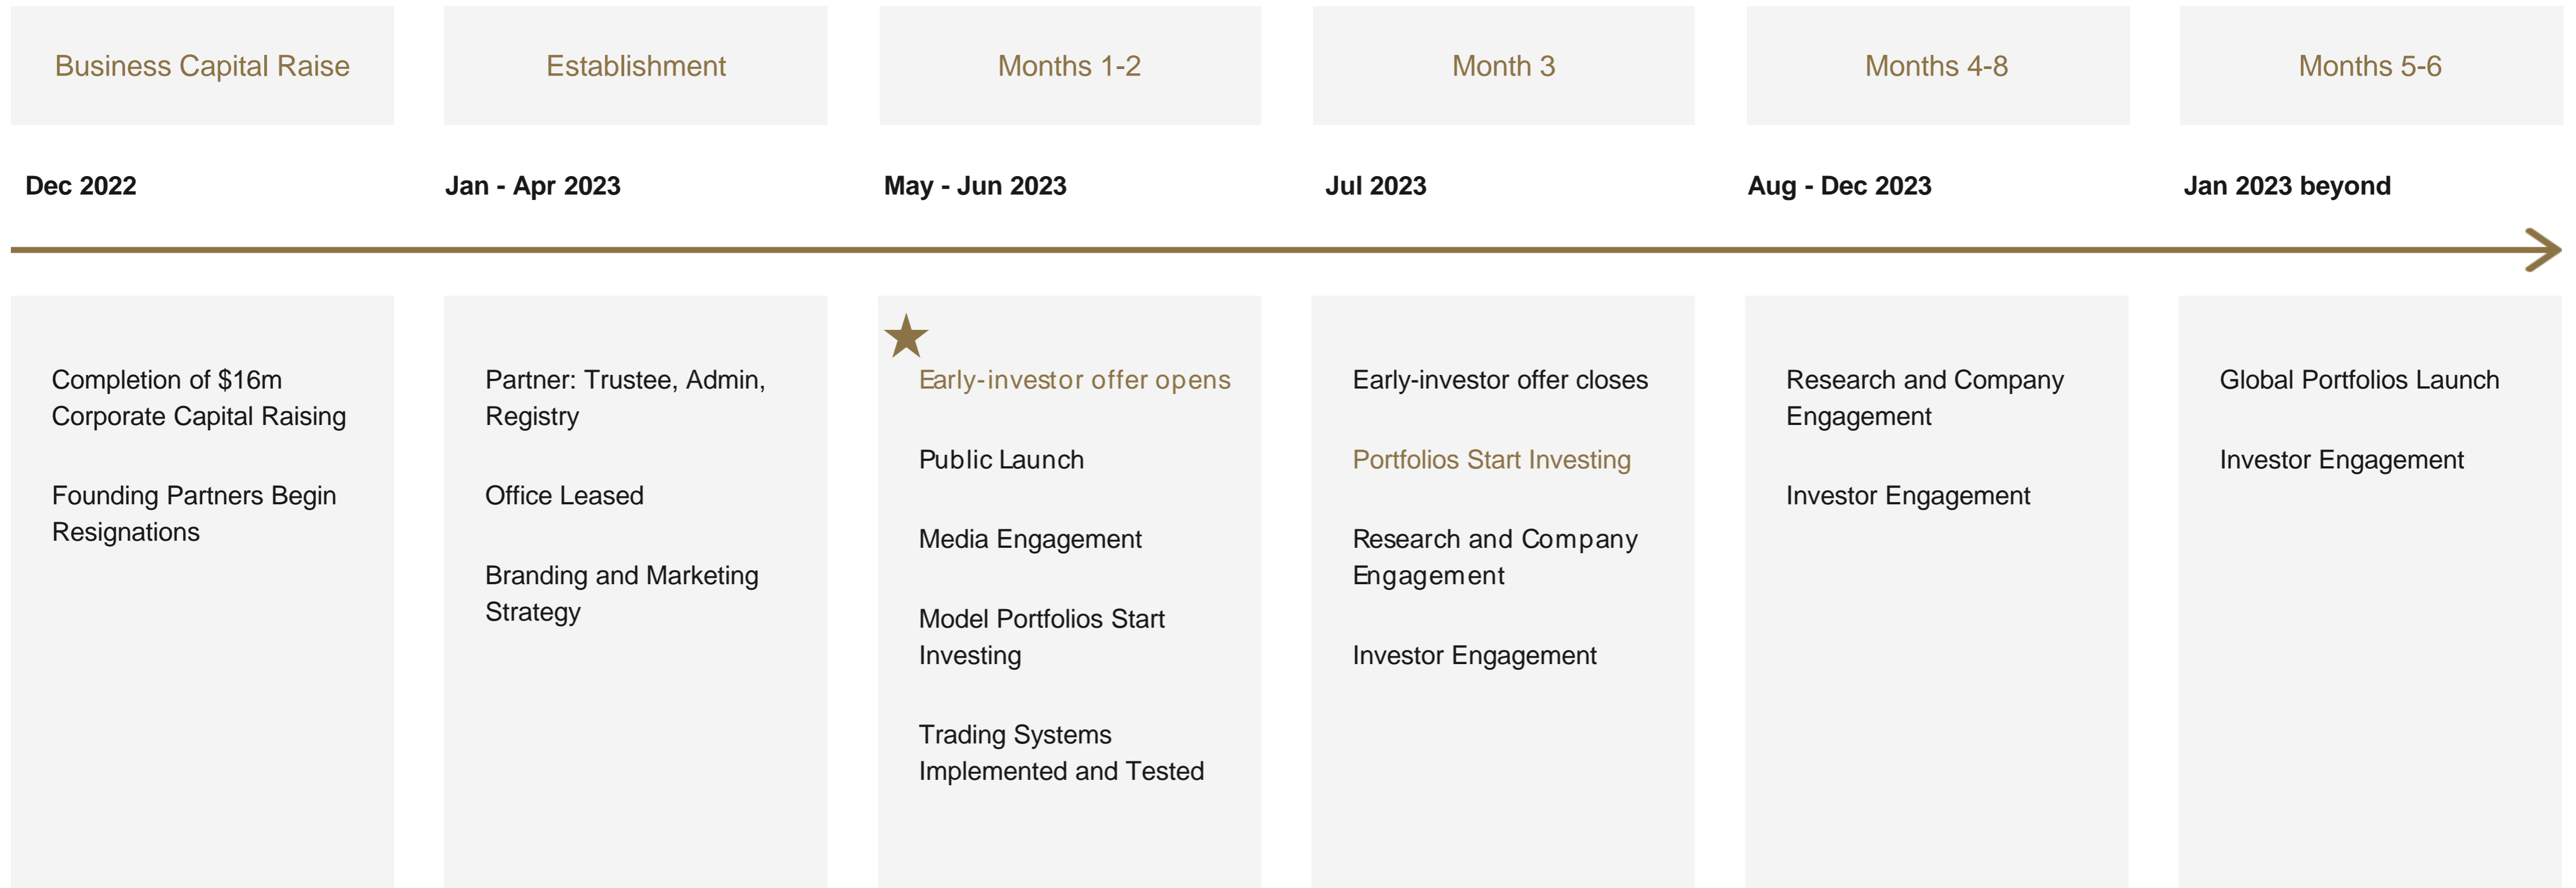 Business Capital Raise
Establishment
Months 1-2
Month 3
Months 4-8
Months 5-6
Dec 2022
Jan - Apr 2023
May - Jun 2023
Jul 2023
Aug - Dec 2023
Jan 2023 beyond
Completion of $16m
Corporate Capital Raising
Founding Partners Begin
Resignations
Partner: Trustee, Admin,
Registry
Office Leased
Branding and Marketing
Strategy
Early-investor offer opens
Public Launch
Media Engagement
Model Portfolios Start
Investing
Trading Systems
Implemented and Tested
Early-investor offer closes
Portfolios Start Investing
Research and Company
Engagement
Investor Engagement
Research and Company
Engagement
Investor Engagement
Global Portfolios Launch
Investor Engagement